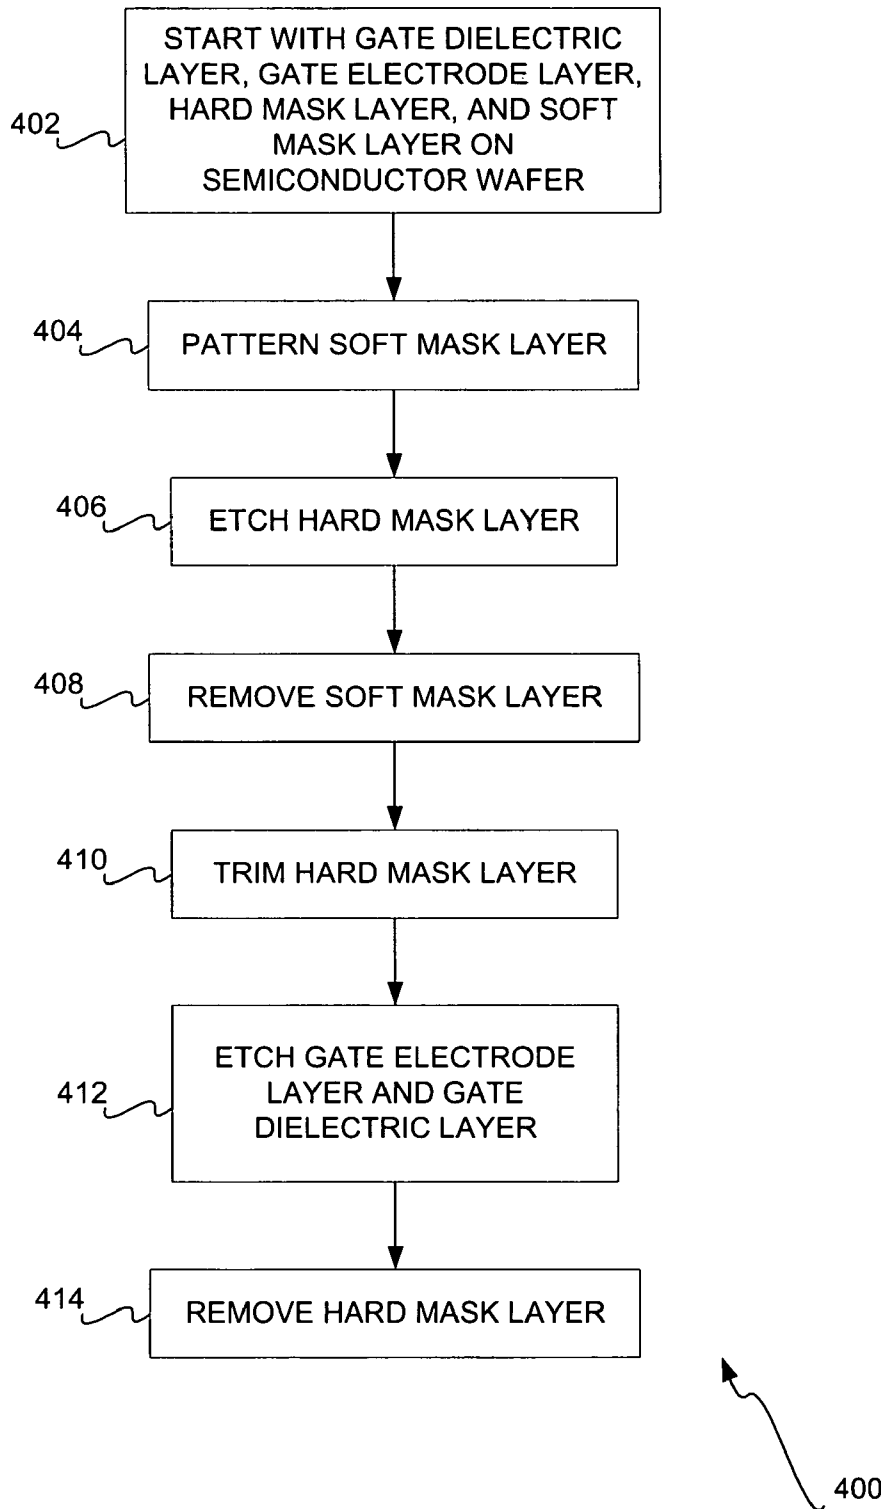 402
START WITH GATE DIELECTRIC
LAYER, GATE ELECTRODE LAYER,
HARD MASK LAYER, AND SOFT
MASK LAYER ON
SEMICONDUCTOR WAFER
404
PATTERN SOFT MASK LAYER
406
ETCH HARD MASK LAYER
408
REMOVE SOFT MASK LAYER
410
TRIM HARD MASK LAYER
412
ETCH GATE ELECTRODE
LAYER AND GATE
DIELECTRIC LAYER
414
REMOVE HARD MASK LAYER
400